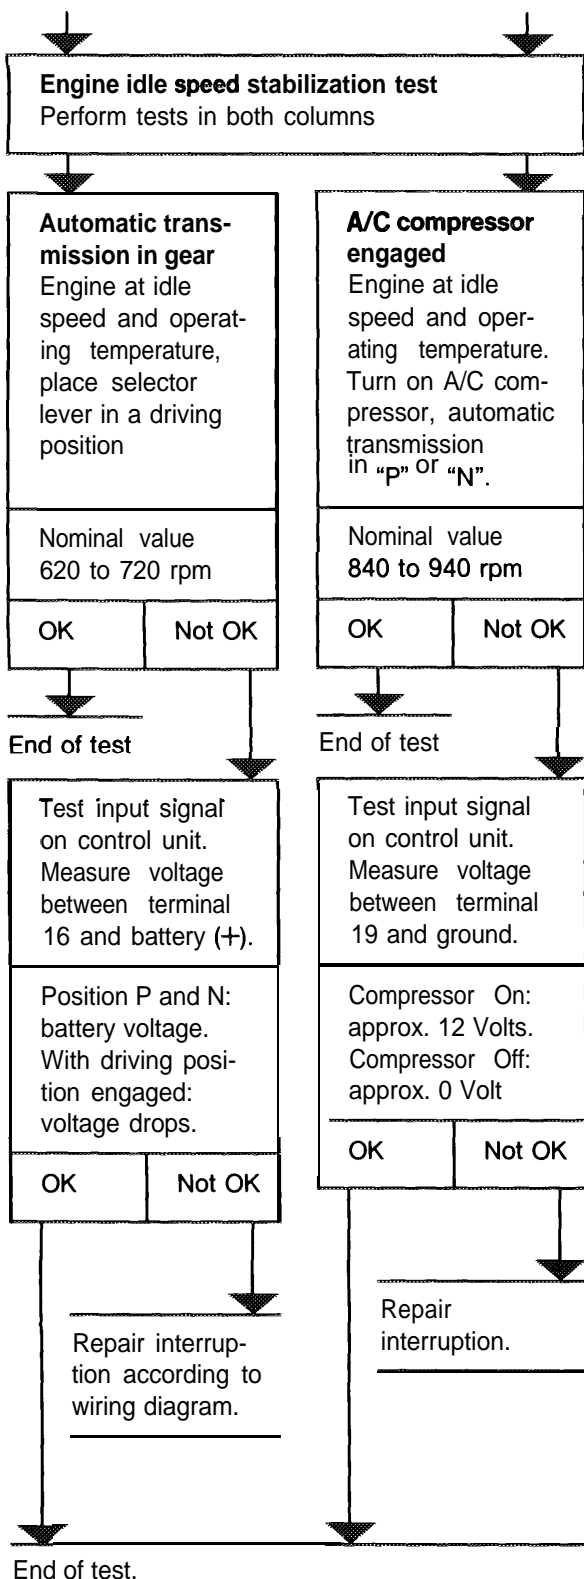 Engine idle speed stabilization test
Perform tests in both columns
Automatic trans-
mission in gear
Engine at idle
speed and operat-
ing temperature,
place selector
lever in a driving
position
Nominal value
620 to 720 rpm
OK Not OK
End of test
Test input signal
on control unit.
Measure voltage
between terminal
16 and battery (+).
Position P and N:
battery voltage.
With driving posi-
tion engaged:
voltage drops.
OK Not OK
Repair interrup-
tion according to
wiring diagram.
A/C compressor
engaged
Engine at idle
speed and oper-
ating temperature.
Turn on A/C com-
pressor, automatic
transmission
in “P” or “N”.
Nominal value
840 to 940 rpm
OK Not OK
End of test
Test input signal
on control unit.
Measure voltage
between terminal
19 and ground.
Compressor On:
approx. 12 Volts.
Compressor Off:
approx. 0 Volt
OK Not OK
Repair
interruption.
End of test.